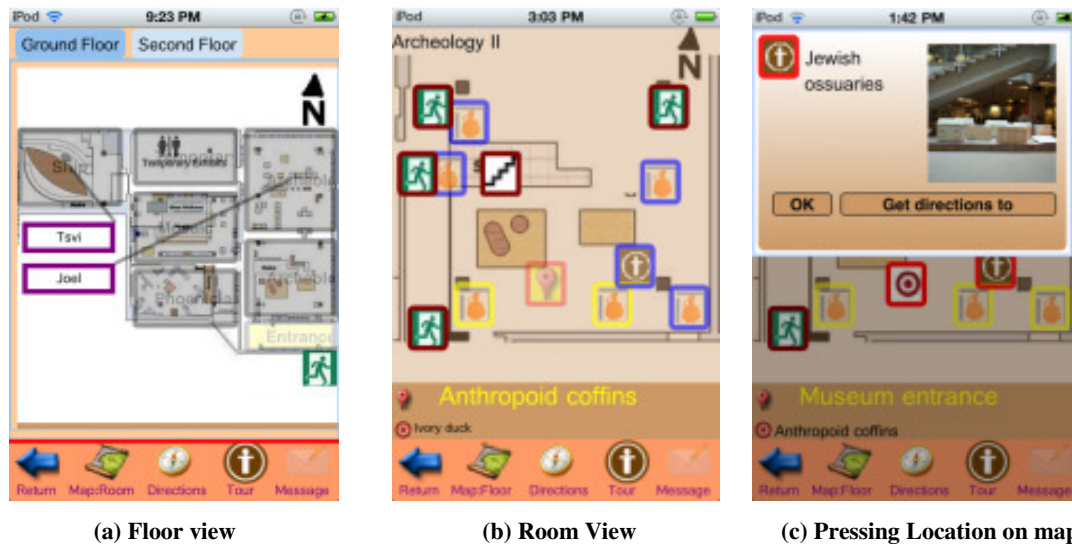 iPod 9:23 PM
Ground Floor Second Floor
N
Ship
Temporary Exhibits
Tsvi
Joel
Entrance
Return Map:Room Directions Tour Message
(a) Floor view
iPod 3:03 PM
Archeology II
N
Anthropoid coffins
Ivory duck
Return Map:Floor Directions Tour Message
(b) Room View
iPod 1:42 PM
Jewish
ossuaries
OK Get directions to
Museum entrance
Anthropoid coffins
Return Map:Floor Directions Tour Message
(c) Pressing Location on map